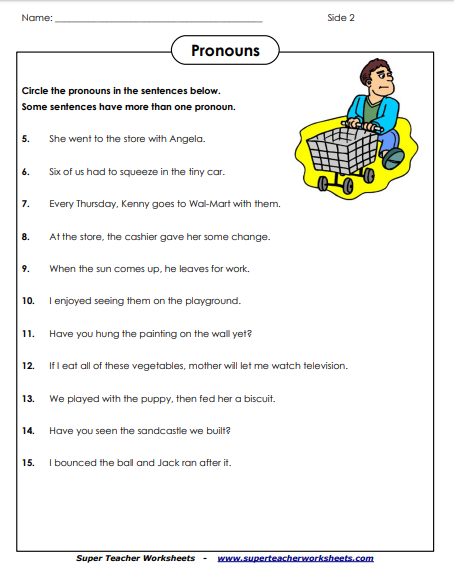 Name: ___________________________________________ Side 2
Pronouns
Circle the pronouns in the sentences below.
Some sentences have more than one pronoun.
5. She went to the store with Angela.
6. Six of us had to squeeze in the tiny car.
7. Every Thursday, Kenny goes to Wal-Mart with them.
8. At the store, the cashier gave her some change.
9. When the sun comes up, he leaves for work.
10. I enjoyed seeing them on the playground.
11. Have you hung the painting on the wall yet?
12. If I eat all of these vegetables, mother will let me watch television.
13. We played with the puppy, then fed her a biscuit.
14. Have you seen the sandcastle we built?
15. I bounced the ball and Jack ran after it.
Super Teacher Worksheets - www.superteacherworksheets.com